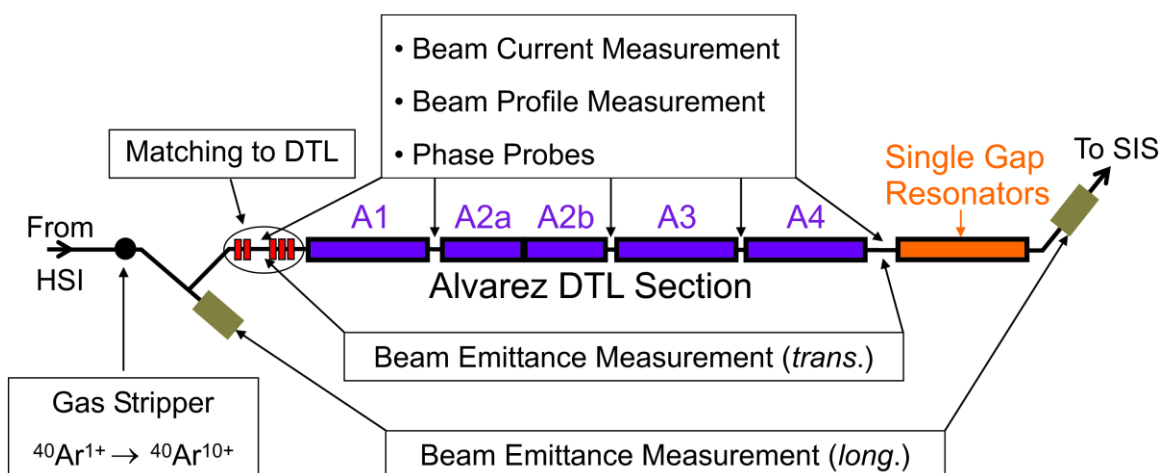 • Beam Current Measurement
• Beam Profile Measurement
• Phase Probes
Matching to DTL
To SIS
Single Gap
Resonators
From
HSI
A1
A2a
A2b
A3
A4
Alvarez DTL Section
Beam Emittance Measurement (trans.)
Gas Stripper
⁴⁰Ar¹⁺ → ⁴⁰Ar¹⁰⁺
Beam Emittance Measurement (long.)